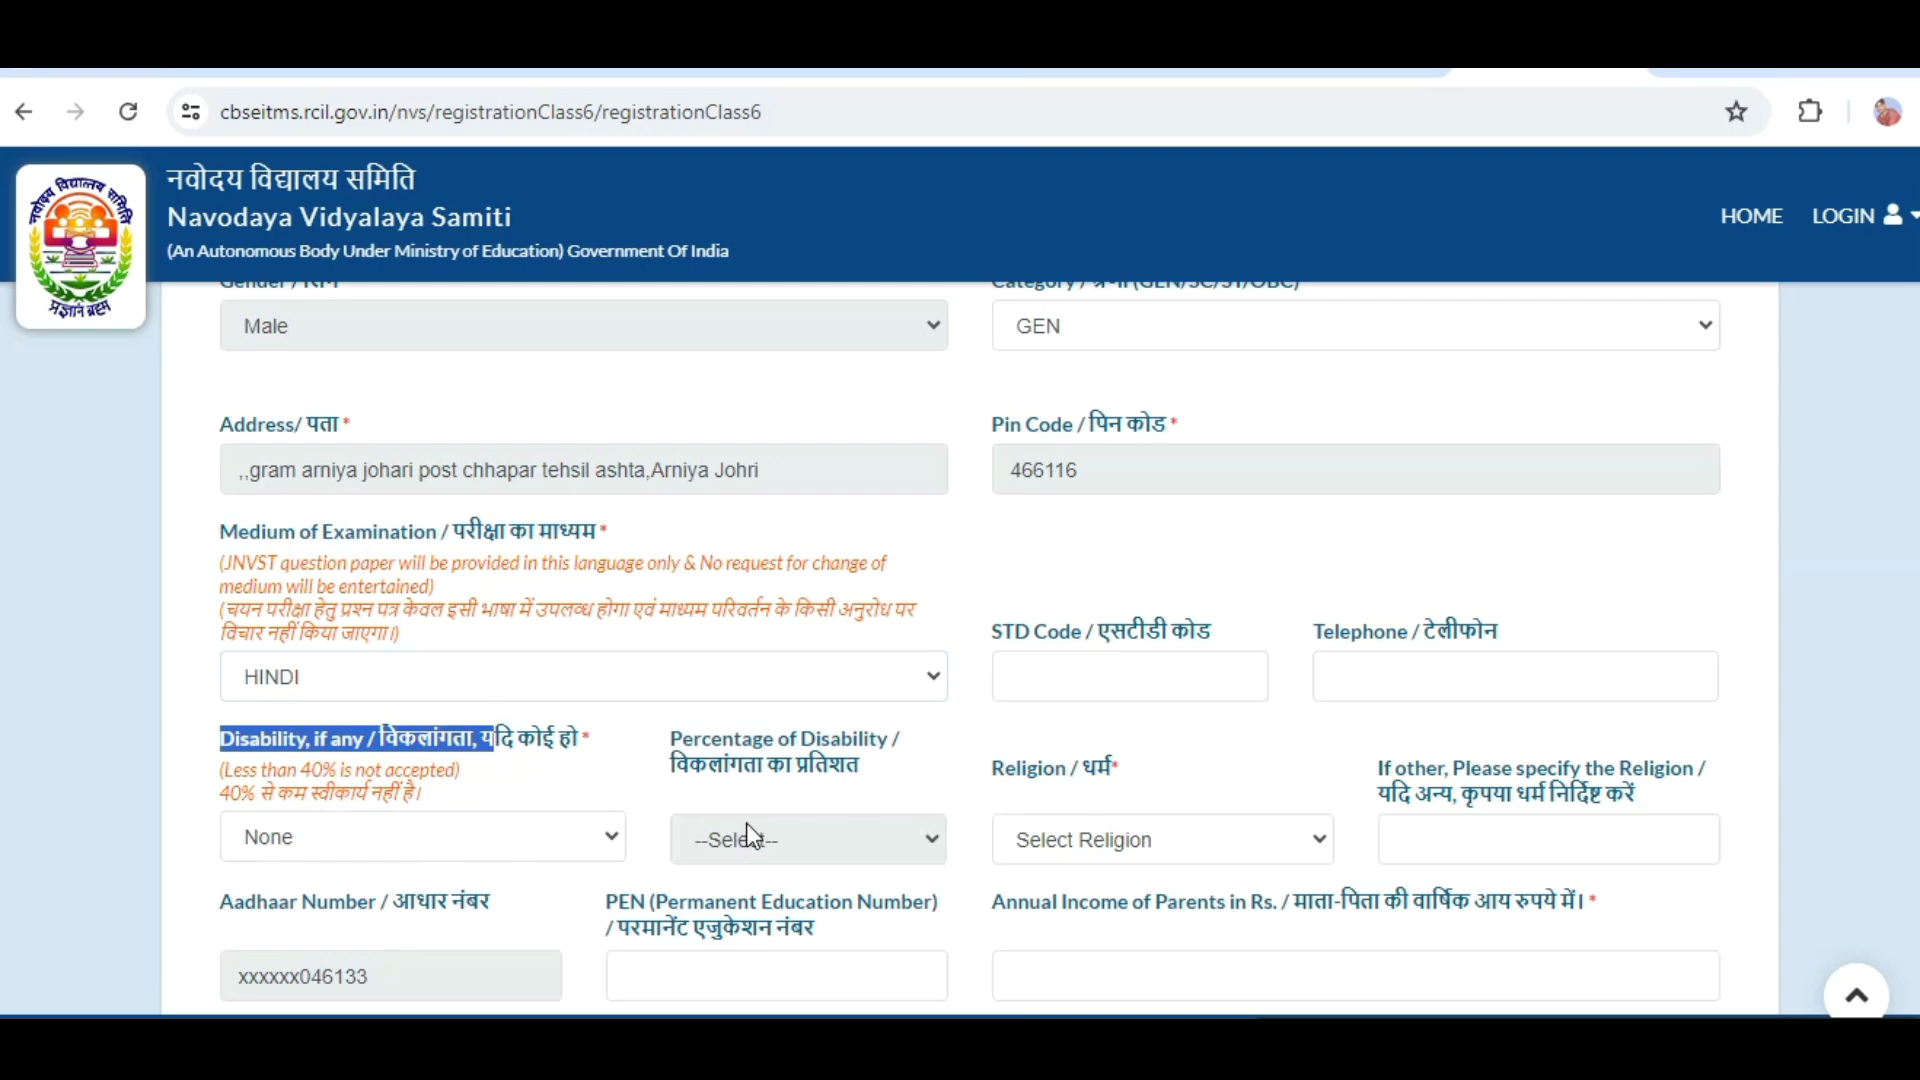 cbseitms.rcil.gov.in/nvs/registrationClass6/registrationClass6
नवोदय विद्यालय समिति
Navodaya Vidyalaya Samiti
(An Autonomous Body Under Ministry of Education) Government Of India
HOME LOGIN
Gender / लिंग
Category / श्रेणी (GEN/SC/ST/OBC)
Male
GEN
Address/ पता *
Pin Code / पिन कोड *
,,gram arniya johari post chhapar tehsil ashta,Arniya Johri
466116
Medium of Examination / परीक्षा का माध्यम *
(JNVST question paper will be provided in this language only & No request for change of
medium will be entertained)
(चयन परीक्षा हेतु प्रश्न पत्र केवल इसी भाषा में उपलब्ध होगा एवं माध्यम परिवर्तन के किसी अनुरोध पर
विचार नहीं किया जाएगा।)
STD Code / एसटीडी कोड
Telephone / टेलीफोन
HINDI
Disability, if any / विकलांगता, यदि कोई हो *
(Less than 40% is not accepted)
40% से कम स्वीकार्य नहीं है।
Percentage of Disability /
विकलांगता का प्रतिशत
Religion / धर्म*
If other, Please specify the Religion /
यदि अन्य, कृपया धर्म निर्दिष्ट करें
None
--Select--
Select Religion
Aadhaar Number / आधार नंबर
PEN (Permanent Education Number)
/ परमानेंट एजुकेशन नंबर
Annual Income of Parents in Rs. / माता-पिता की वार्षिक आय रुपये में। *
xxxxxx046133